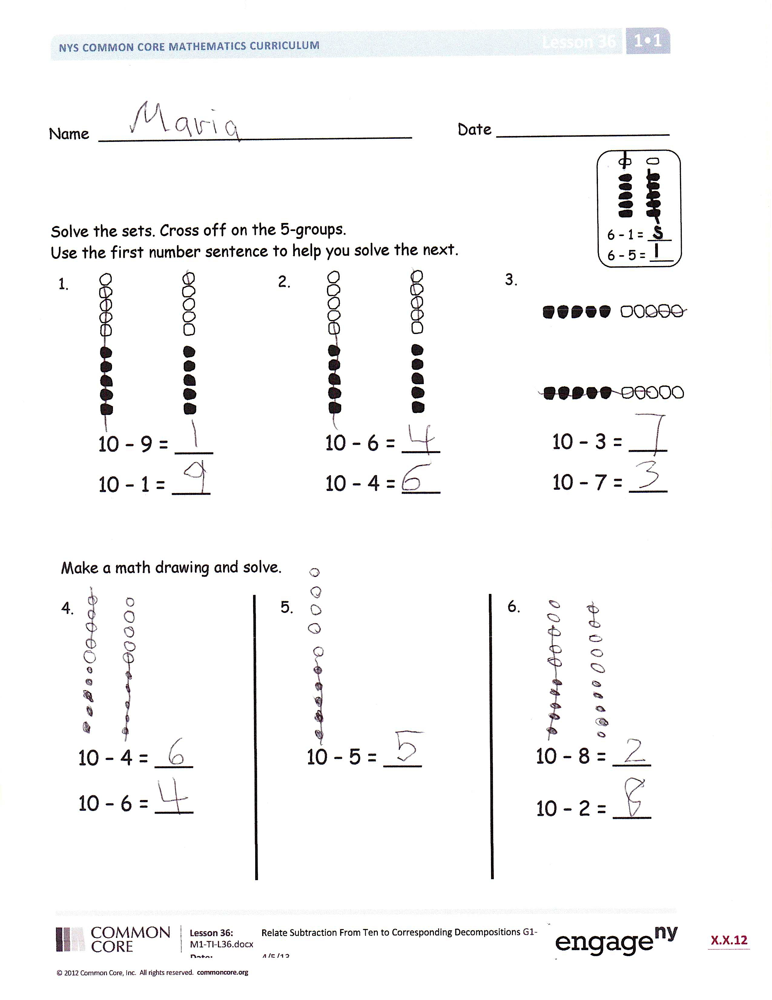 NYS COMMON CORE MATHEMATICS CURRICULUM Lesson 36 1•1
Name Maria Date
6 - 1 = 5
6 - 5 = 1
Solve the sets. Cross off on the 5-groups.
Use the first number sentence to help you solve the next.
1. 2. 3.
10 - 9 = 1 10 - 6 = 4 10 - 3 = 7
10 - 1 = 9 10 - 4 = 6 10 - 7 = 3
Make a math drawing and solve.
4. 5. 6.
10 - 4 = 6 10 - 5 = 5 10 - 8 = 2
10 - 6 = 4 10 - 2 = 8
COMMON CORE
Lesson 36: Relate Subtraction From Ten to Corresponding Decompositions G1-
M1-TI-L36.docx
Date: 4/5/13
engageny
X.X.12
© 2012 Common Core, Inc. All rights reserved. commoncore.org